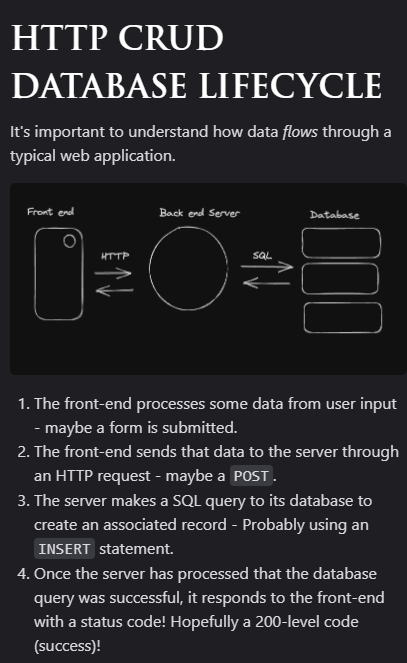 HTTP CRUD
DATABASE LIFECYCLE
It's important to understand how data flows through a
typical web application.
Front end
Back end Server
Database
HTTP
SQL
1. The front-end processes some data from user input
- maybe a form is submitted.
2. The front-end sends that data to the server through
an HTTP request - maybe a POST.
3. The server makes a SQL query to its database to
create an associated record - Probably using an
INSERT statement.
4. Once the server has processed that the database
query was successful, it responds to the front-end
with a status code! Hopefully a 200-level code
(success)!